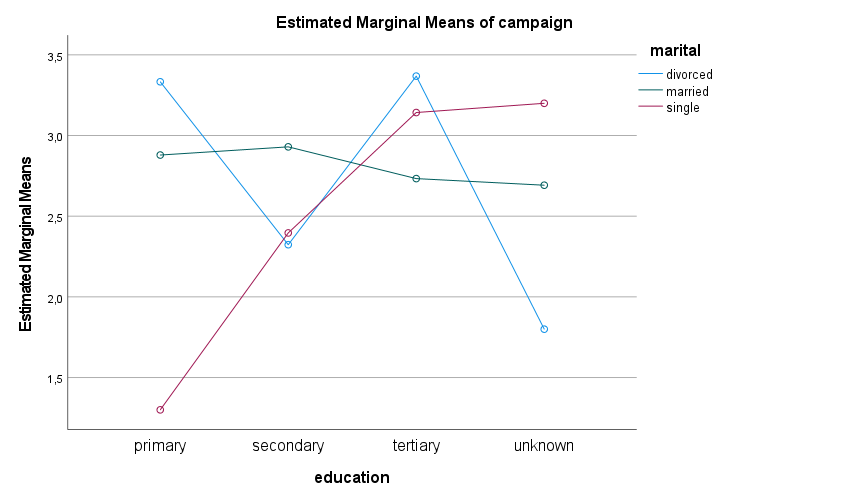 Estimated Marginal Means of campaign
Estimated Marginal Means
3,5
3,0
2,5
2,0
1,5
primary
secondary
tertiary
unknown
education
marital
divorced
married
single